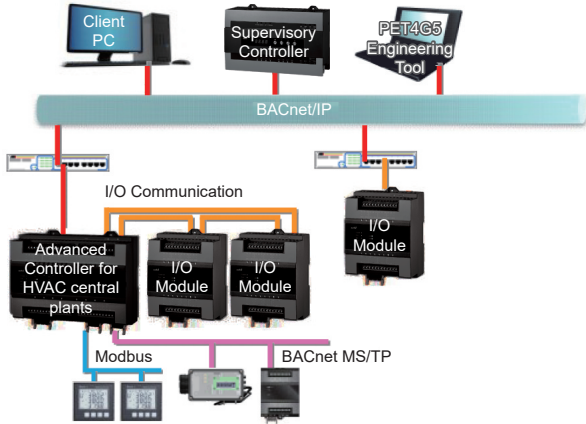 Client
PC
Supervisory
Controller
PET4G5
Engineering
Tool
BACnet/IP
I/O Communication
Advanced
Controller for
HVAC central
plants
I/O
Module
I/O
Module
I/O
Module
Modbus
BACnet MS/TP